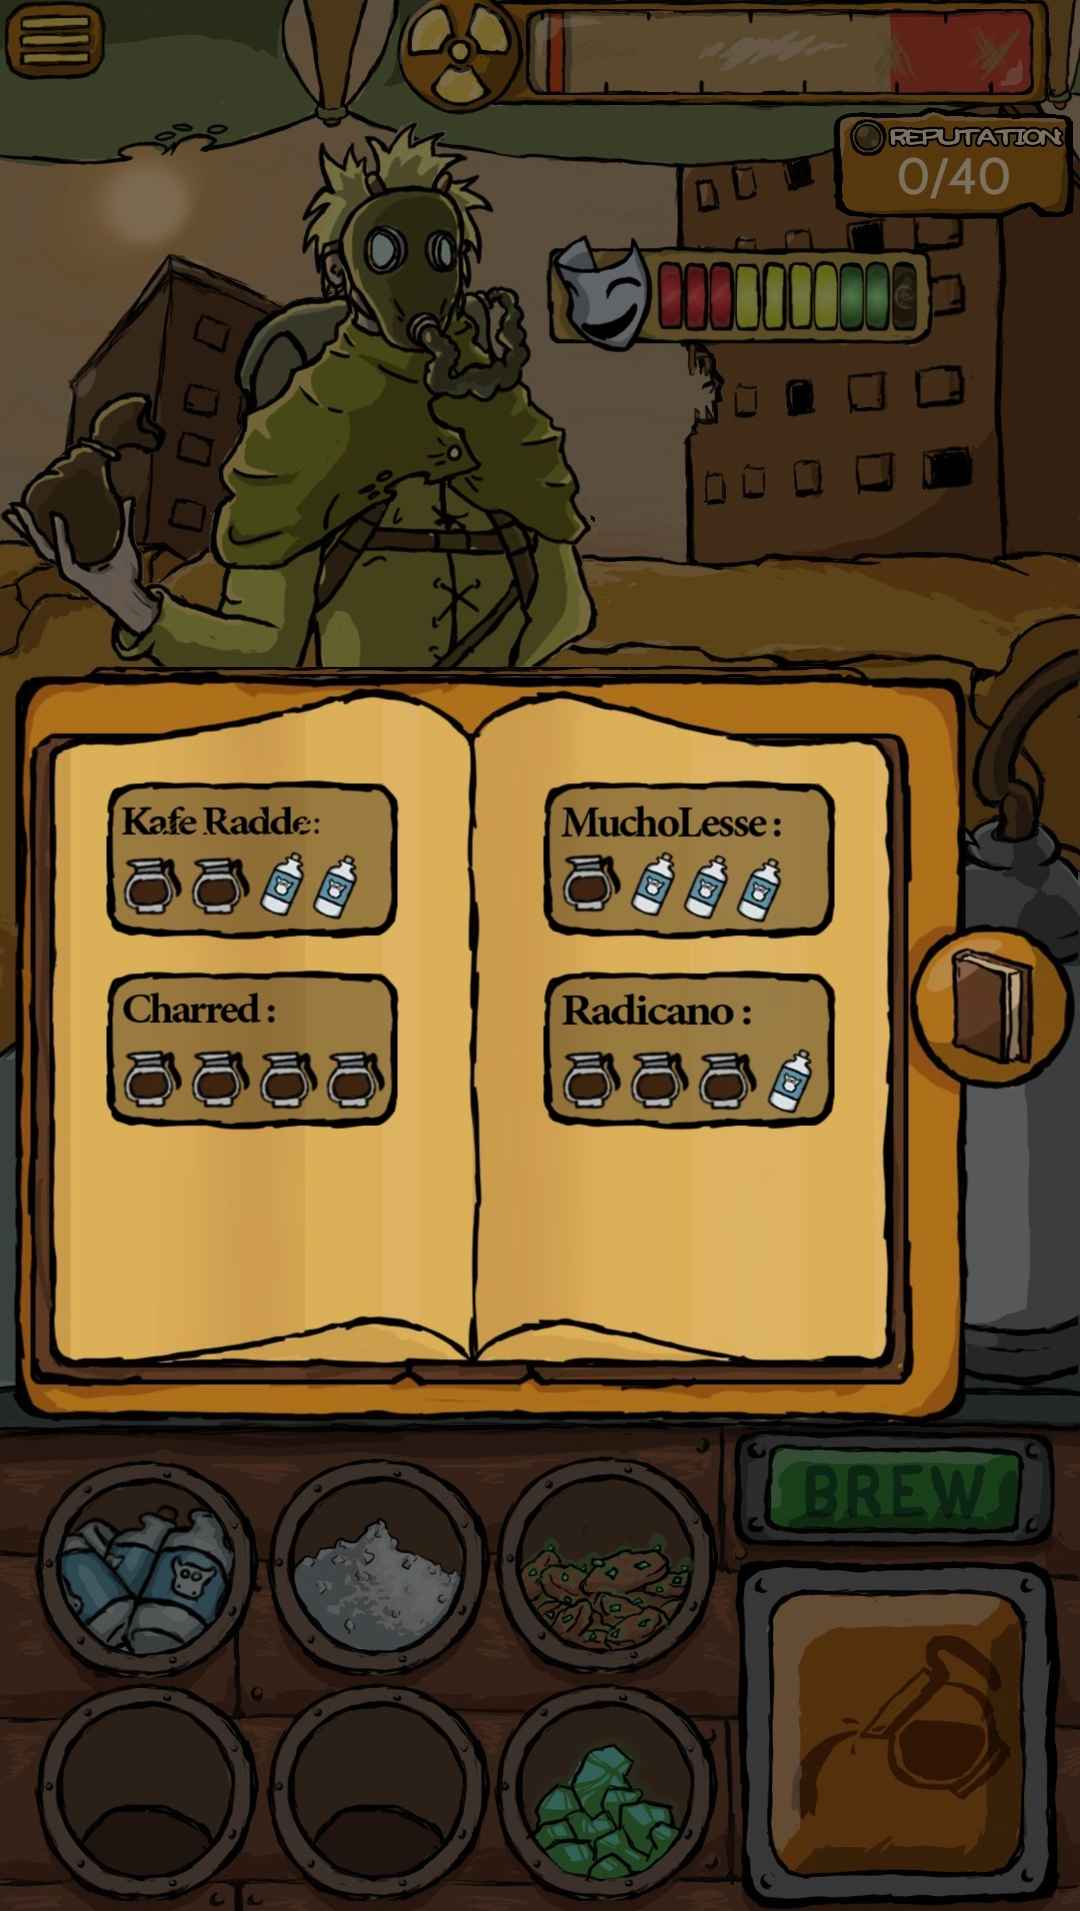 REPUTATION
0/40
Kafe Radde:
MuchoLesse:
Charred:
Radicano:
BREW